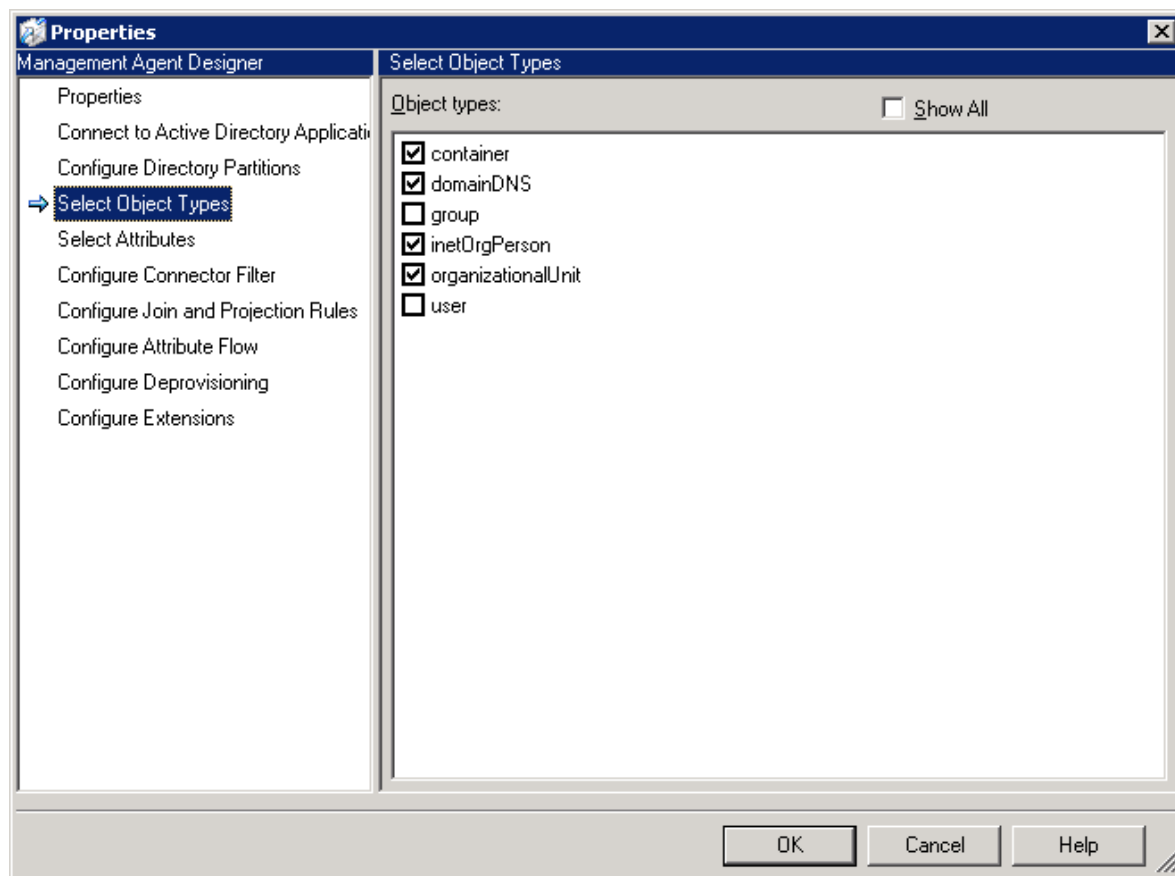 Properties
Management Agent Designer
Properties
Connect to Active Directory Applicati
Configure Directory Partitions
Select Object Types
Select Attributes
Configure Connector Filter
Configure Join and Projection Rules
Configure Attribute Flow
Configure Deprovisioning
Configure Extensions
Select Object Types
Object types:
Show All
container
domainDNS
group
inetOrgPerson
organizationalUnit
user
OK
Cancel
Help